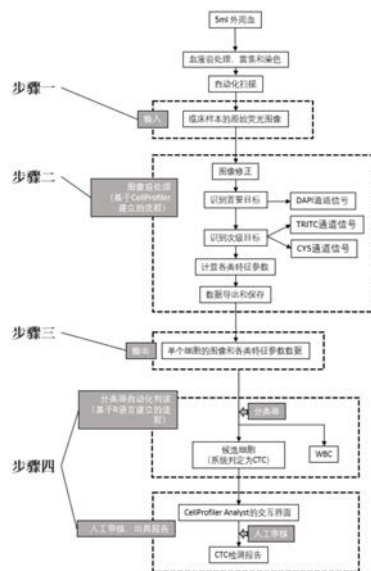 5ml 外周血
血液前处理、富集和染色
自动化扫描
步骤一
输入
临床样本的原始荧光图像
步骤二
图像前处理
(基于CellProfiler
建立的流程)
图像修正
识别首要目标
DAPI通道信号
TRITC通道信号
识别次级目标
CY5通道信号
计算各类特征参数
数据导出和保存
步骤三
输出
单个细胞的图像和各类特征参数数据
分类器自动化判读
(基于R语言建立的流
程)
分类器
步骤四
候选细胞
(系统判定为CTC)
WBC
CellProfiler Analyst的交互界面
人工审核、出具报告
人工审核
CTC检测报告